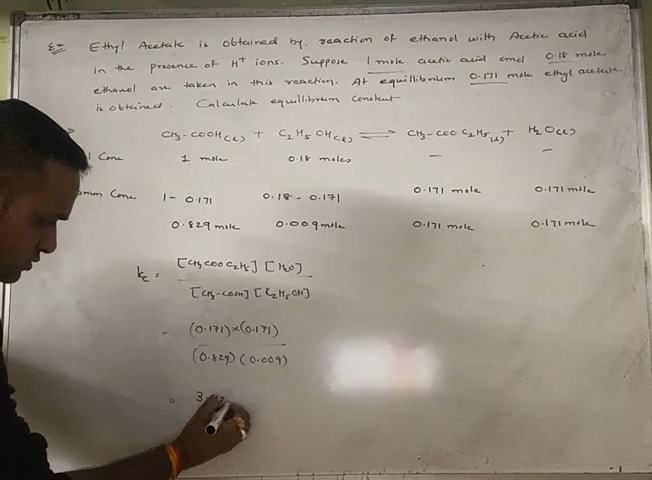 Ex Ethyl Acetate is obtained by reaction of ethanol with Acetic acid
in the presence of H⁺ ions. Suppose 1 mole acetic acid and 0.18 mole
ethanol are taken in this reaction. At equillibrium 0.171 mole ethyl acetate
is obtained. Calculate equillibrium constant
CH₃-COOH(l) + C₂H₅OH(l) ⇌ CH₃-COOC₂H₅(l) + H₂O(l)
Conc 1 mole 0.18 moles — —
Conc 1- 0.171 0.18 - 0.171 0.171 mole 0.171 mole
0.829 mole 0.009 mole 0.171 mole 0.171 mole
Kc = [CH₃COOC₂H₅] [H₂O]
[CH₃-COOH] [C₂H₅OH]
= (0.171)×(0.171)
(0.829) (0.009)
= 3